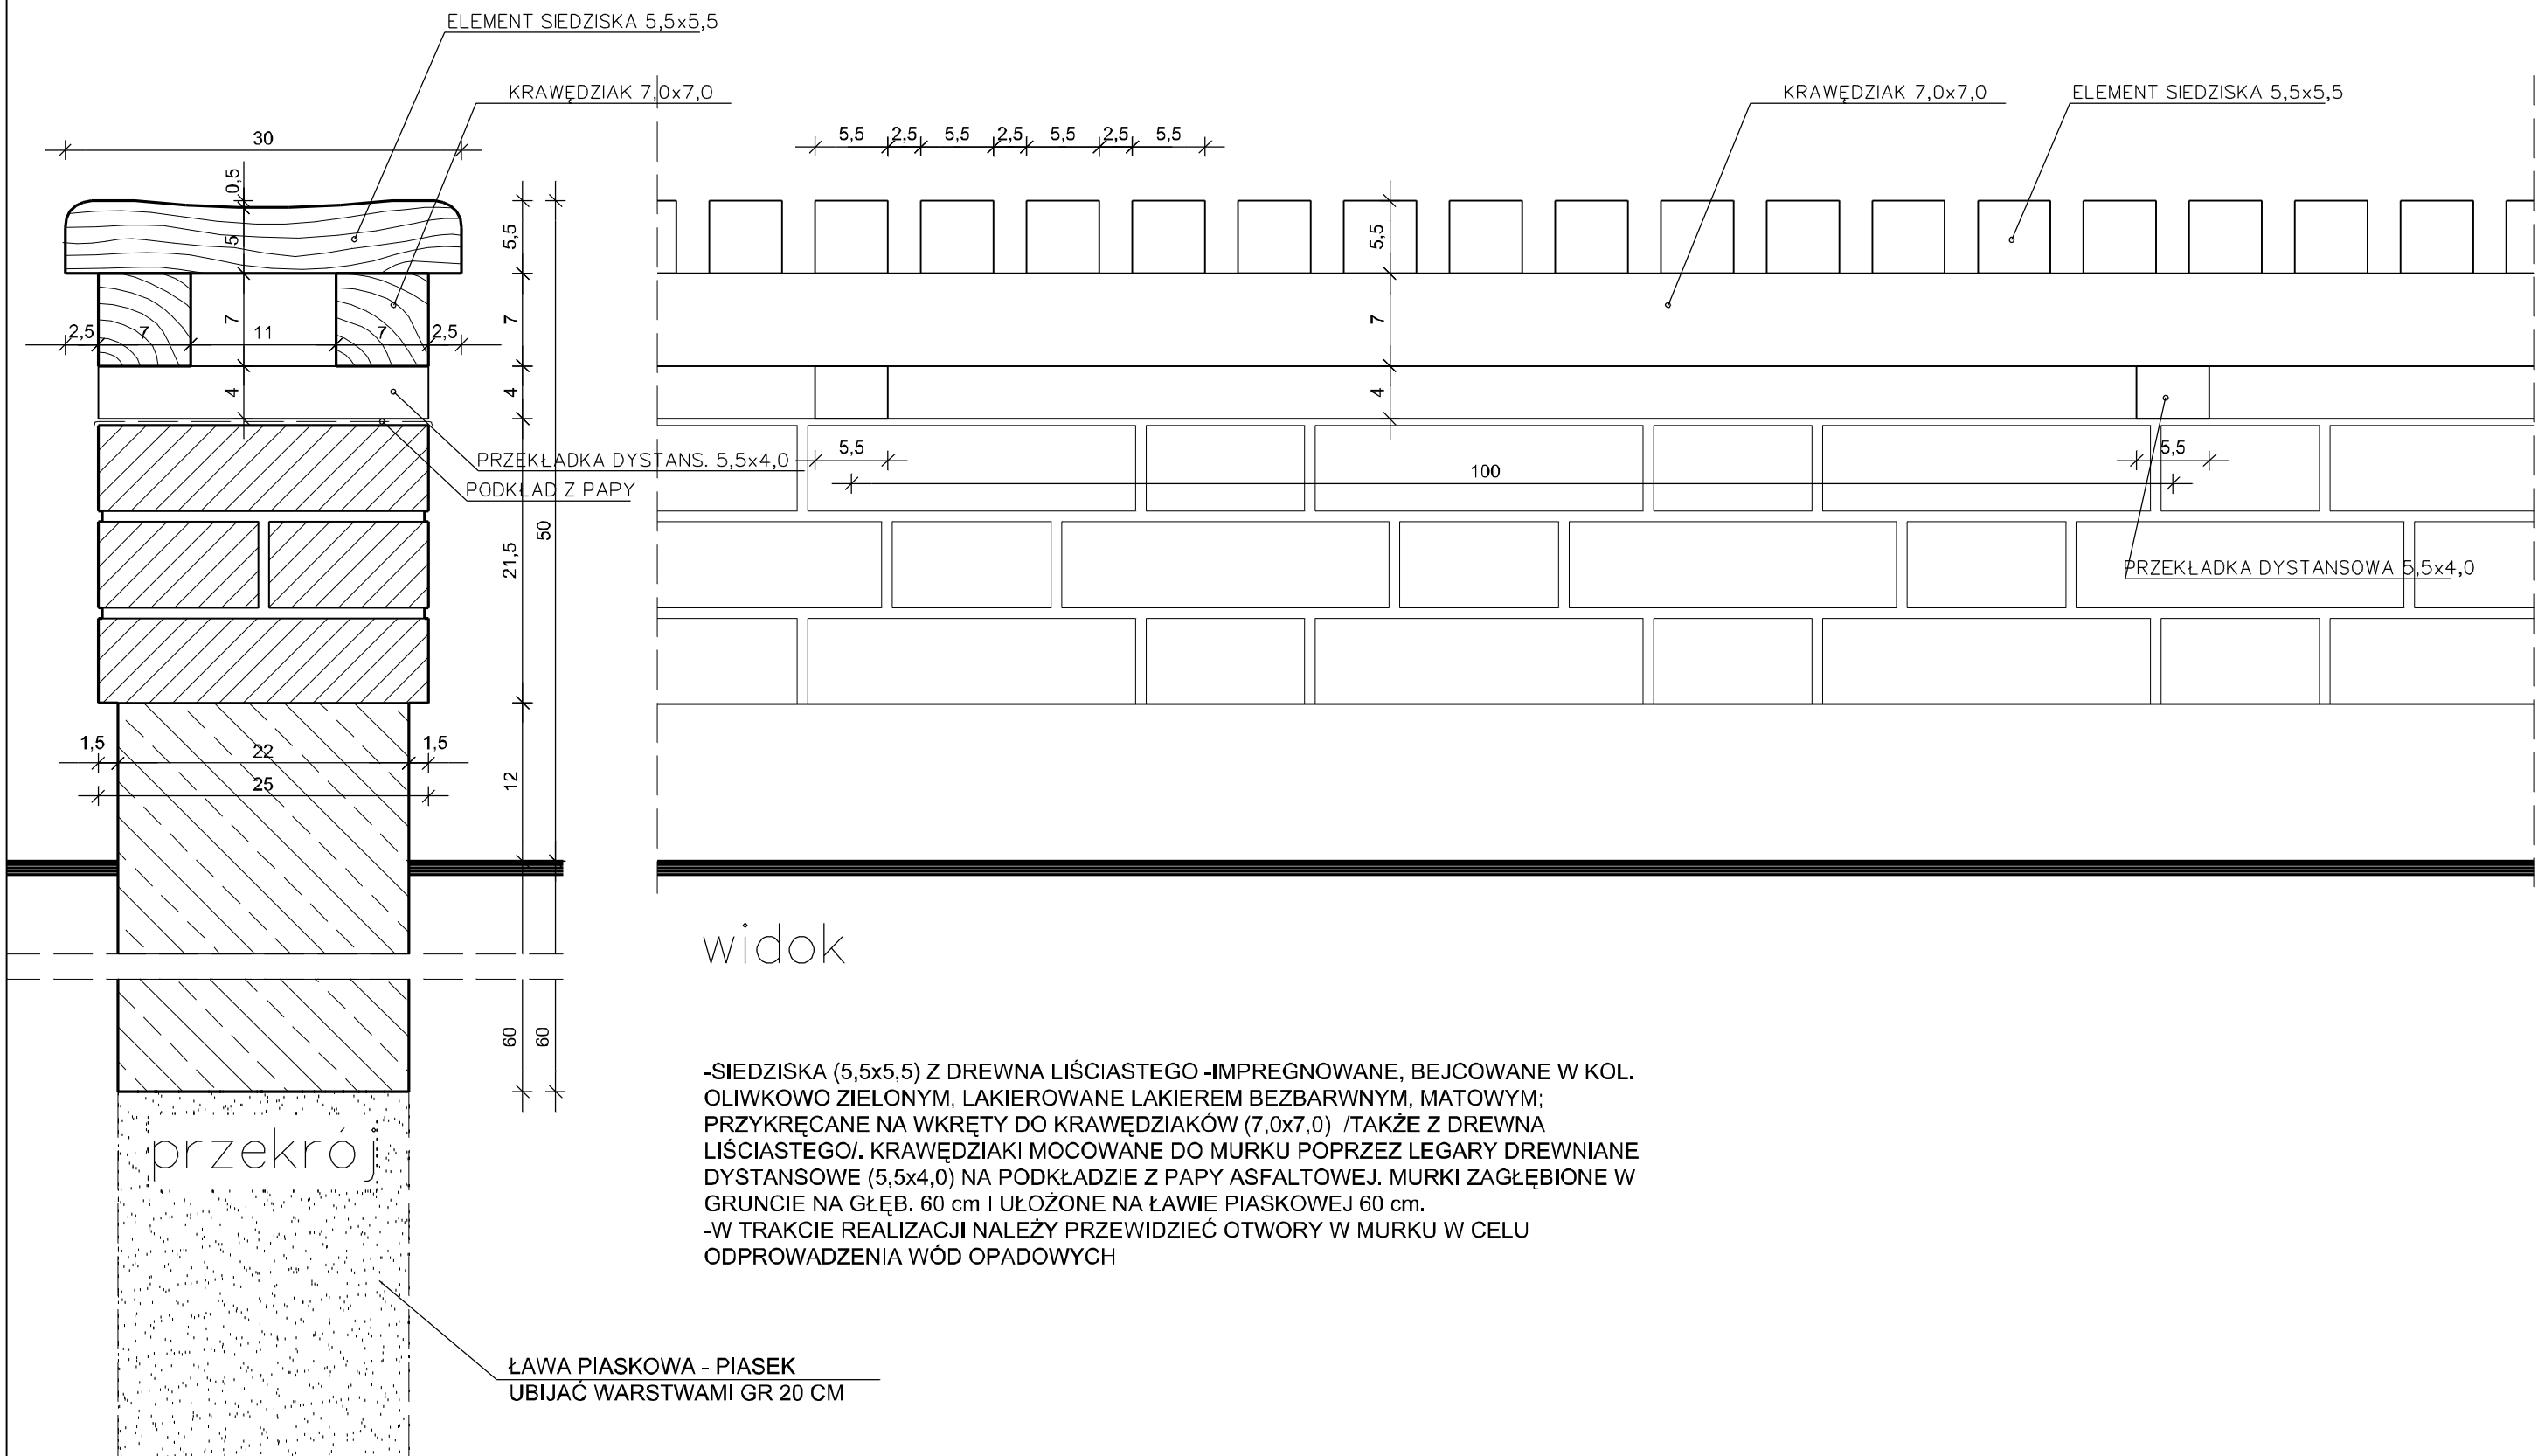 ELEMENT SIEDZISKA 5,5x5,5
KRAWĘDZIAK 7,0x7,0
KRAWĘDZIAK 7,0x7,0
ELEMENT SIEDZISKA 5,5x5,5
30
5,5 2,5 5,5 2,5 5,5 2,5 5,5
0,5
5
5,5
5,5
7
7
7
2,5 7 11 7 2,5
4
4
4
PRZEKŁADKA DYSTANS. 5,5x4,0
PODKŁAD Z PAPY
5,5
100
5,5
50
21,5
PRZEKŁADKA DYSTANSOWA 5,5x4,0
1,5 22 1,5
25
12
widok
60
60
przekrój
-SIEDZISKA (5,5x5,5) Z DREWNA LIŚCIASTEGO -IMPREGNOWANE, BEJCOWANE W KOL.
OLIWKOWO ZIELONYM, LAKIEROWANE LAKIEREM BEZBARWNYM, MATOWYM;
PRZYKRĘCANE NA WKRĘTY DO KRAWĘDZIAKÓW (7,0x7,0) /TAKŻE Z DREWNA
LIŚCIASTEGO/. KRAWĘDZIAKI MOCOWANE DO MURKU POPRZEZ LEGARY DREWNIANE
DYSTANSOWE (5,5x4,0) NA PODKŁADZIE Z PAPY ASFALTOWEJ. MURKI ZAGŁĘBIONE W
GRUNCIE NA GŁĘB. 60 cm I UŁOŻONE NA ŁAWIE PIASKOWEJ 60 cm.
-W TRAKCIE REALIZACJI NALEŻY PRZEWIDZIEĆ OTWORY W MURKU W CELU
ODPROWADZENIA WÓD OPADOWYCH
ŁAWA PIASKOWA - PIASEK
UBIJAĆ WARSTWAMI GR 20 CM